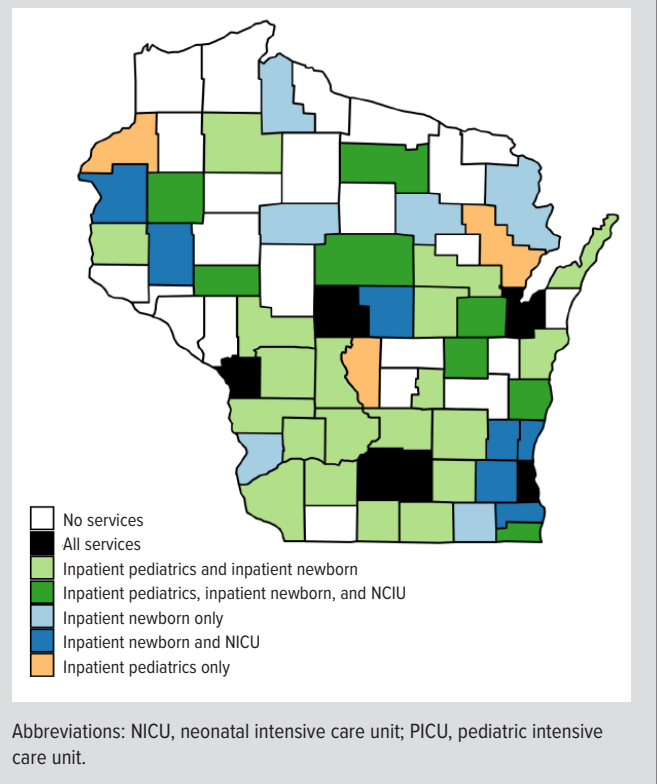 No services
All services
Inpatient pediatrics and inpatient newborn
Inpatient pediatrics, inpatient newborn, and NCIU
Inpatient newborn only
Inpatient newborn and NICU
Inpatient pediatrics only
Abbreviations: NICU, neonatal intensive care unit; PICU, pediatric intensive
care unit.